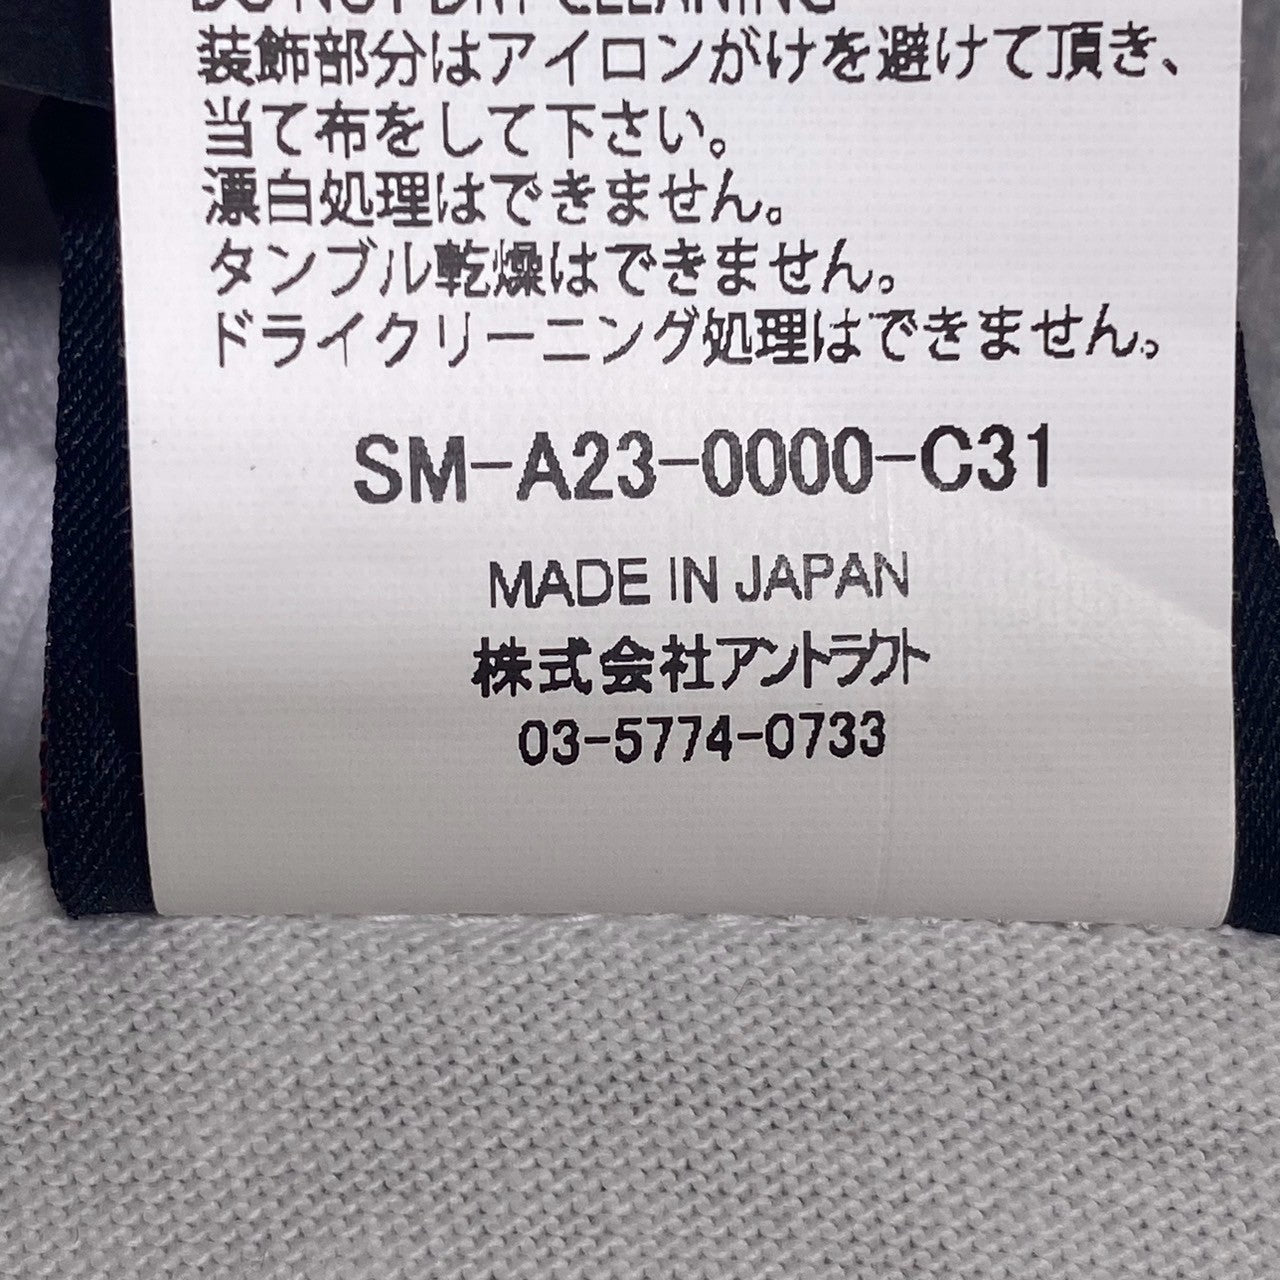 DO NOT DRY CLEANING
装飾部分はアイロンがけを避けて頂き、
当て布をして下さい。
漂白処理はできません。
タンブル乾燥はできません。
ドライクリーニング処理はできません。
SM-A23-0000-C31
MADE IN JAPAN
株式会社アントラクト
03-5774-0733